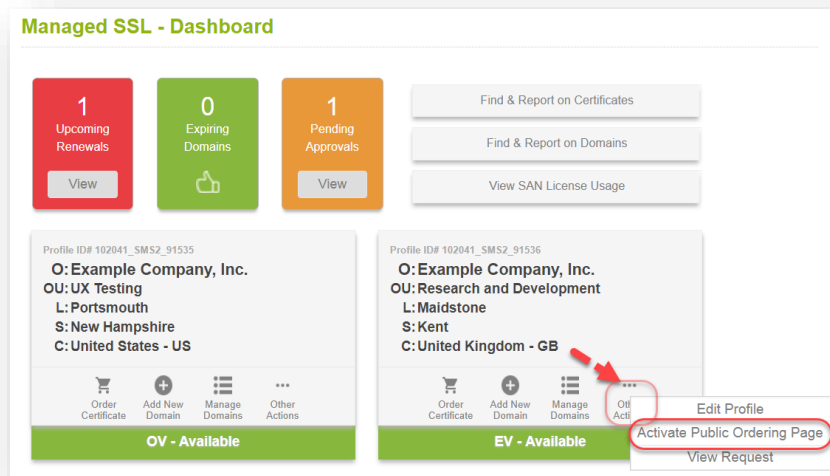 Managed SSL - Dashboard
1
Upcoming
Renewals
View
0
Expiring
Domains
1
Pending
Approvals
View
Find & Report on Certificates
Find & Report on Domains
View SAN License Usage
Profile ID# 102041_SMS2_91535
O: Example Company, Inc.
OU: UX Testing
L: Portsmouth
S: New Hampshire
C: United States - US
Order
Certificate
Add New
Domain
Manage
Domains
Other
Actions
OV - Available
Profile ID# 102041_SMS2_91536
O: Example Company, Inc.
OU: Research and Development
L: Maidstone
S: Kent
C: United Kingdom - GB
Order
Certificate
Add New
Domain
Manage
Domains
EV - Available
Edit Profile
Activate Public Ordering Page
View Request